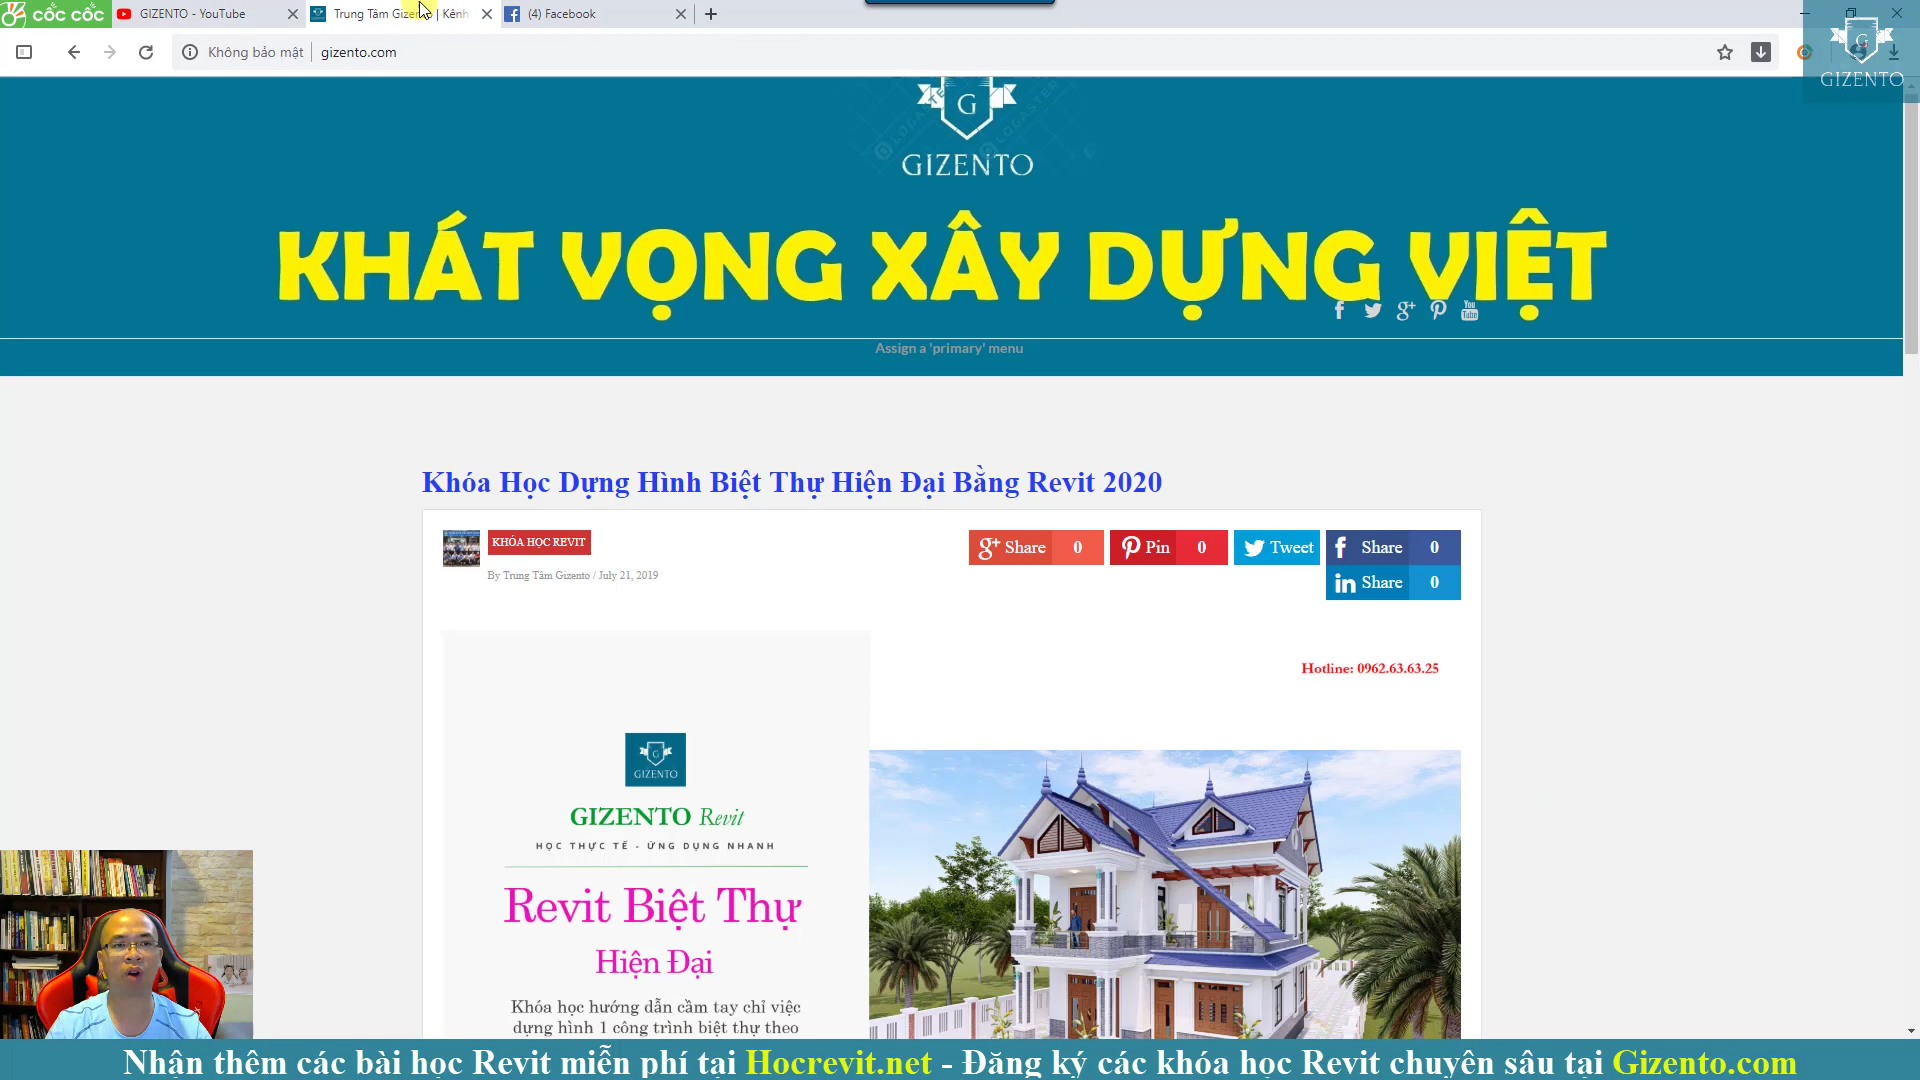 cốc cốc
GIZENTO - YouTube
Trung Tâm Gizento | Kênh
(4) Facebook
Không bảo mật
gizento.com
G
GIZENTO
G
GIZENTO
KHÁT VỌNG XÂY DỰNG VIỆT
Assign a 'primary' menu
Khóa Học Dựng Hình Biệt Thự Hiện Đại Bằng Revit 2020
KHÓA HỌC REVIT
By Trung Tâm Gizento / July 21, 2019
Share 0
Pin 0
Tweet
Share 0
Share 0
Hotline: 0962.63.63.25
G
GIZENTO
GIZENTO Revit
HỌC THỰC TẾ - ỨNG DỤNG NHANH
Revit Biệt Thự
Hiện Đại
Khóa học hướng dẫn cầm tay chỉ việc
dựng hình 1 công trình biệt thự theo
Nhận thêm các bài học Revit miễn phí tại Hocrevit.net - Đăng ký các khóa học Revit chuyên sâu tại Gizento.com